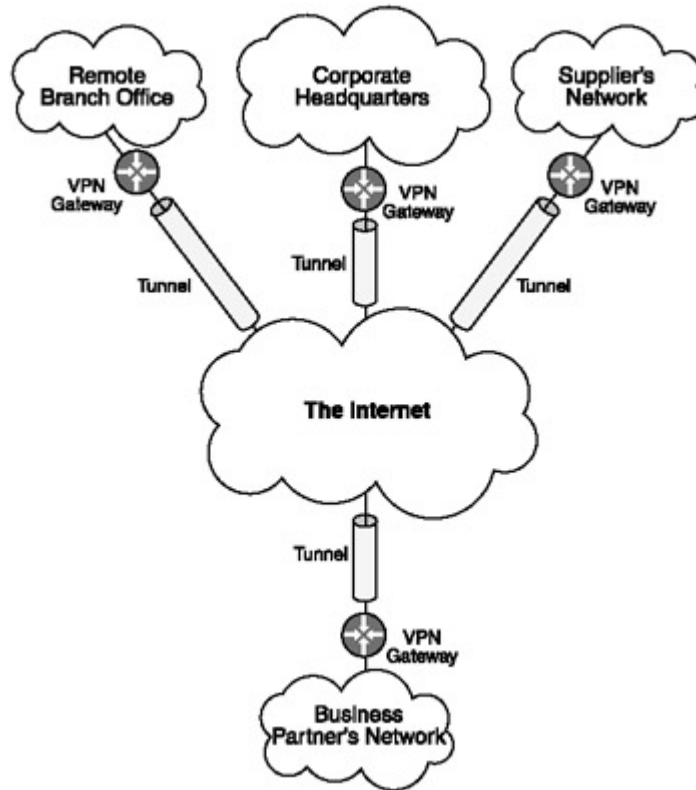 Remote
Branch Office
Corporate
Headquarters
Supplier's
Network
VPN
Gateway
VPN
Gateway
VPN
Gateway
Tunnel
Tunnel
Tunnel
The Internet
Tunnel
VPN
Gateway
Business
Partner's Network